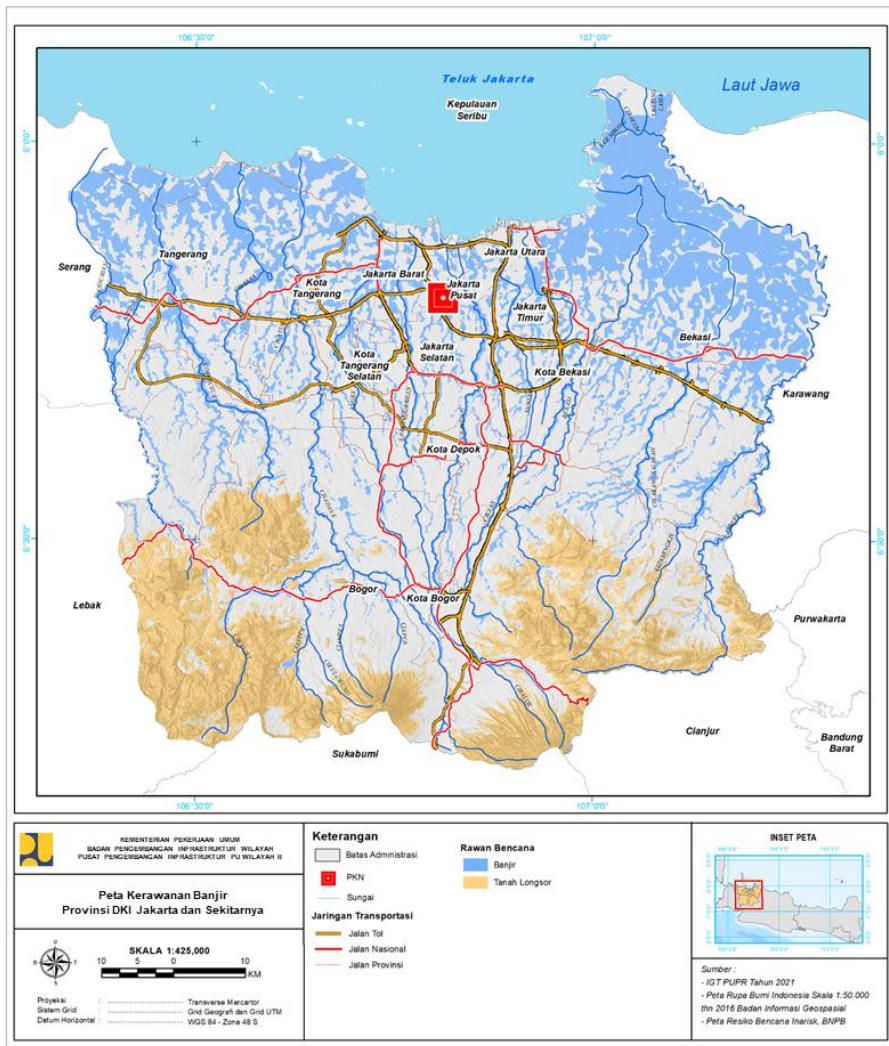 106°30'0"
107°0'0"
Teluk Jakarta
Laut Jawa
Kepulauan
Seribu
6°0'0"
6°0'0"
Tangerang
Serang
Jakarta Utara
Jakarta Barat
Kota
Tangerang
Jakarta
Pusat
Jakarta
Timur
Bekasi
Jakarta
Selatan
Kota
Tangerang
Selatan
Kota Bekasi
Karawang
Kota Depok
6°30'0"
6°30'0"
Lebak
Bogor
Kota Bogor
Purwakarta
Cianjur
Bandung
Barat
Sukabumi
106°30'0"
107°0'0"
KEMENTERIAN PEKERJAAN UMUM
BADAN PENGEMBANGAN INFRASTRUKTUR WILAYAH
PUSAT PENGEMBANGAN INFRASTRUKTUR PU WILAYAH II
Peta Kerawanan Banjir
Provinsi DKI Jakarta dan Sekitarnya
SKALA 1:425,000
10 5 0 10
KM
U
B T
S
Proyeksi : Transverse Mercartor
Sistem Grid : Grid Geografi dan Grid UTM
Datum Horizontal : WGS 84 - Zona 48 S
Keterangan
Batas Administrasi
PKN
Sungai
Jaringan Transportasi
Jalan Tol
Jalan Nasional
Jalan Provinsi
Rawan Bencana
Banjir
Tanah Longsor
INSET PETA
Sumber :
- IGT PUPR Tahun 2021
- Peta Rupa Bumi Indonesia Skala 1:50.000
thn 2016 Badan Informasi Geospasial
- Peta Resiko Bencana Inarisk, BNPB